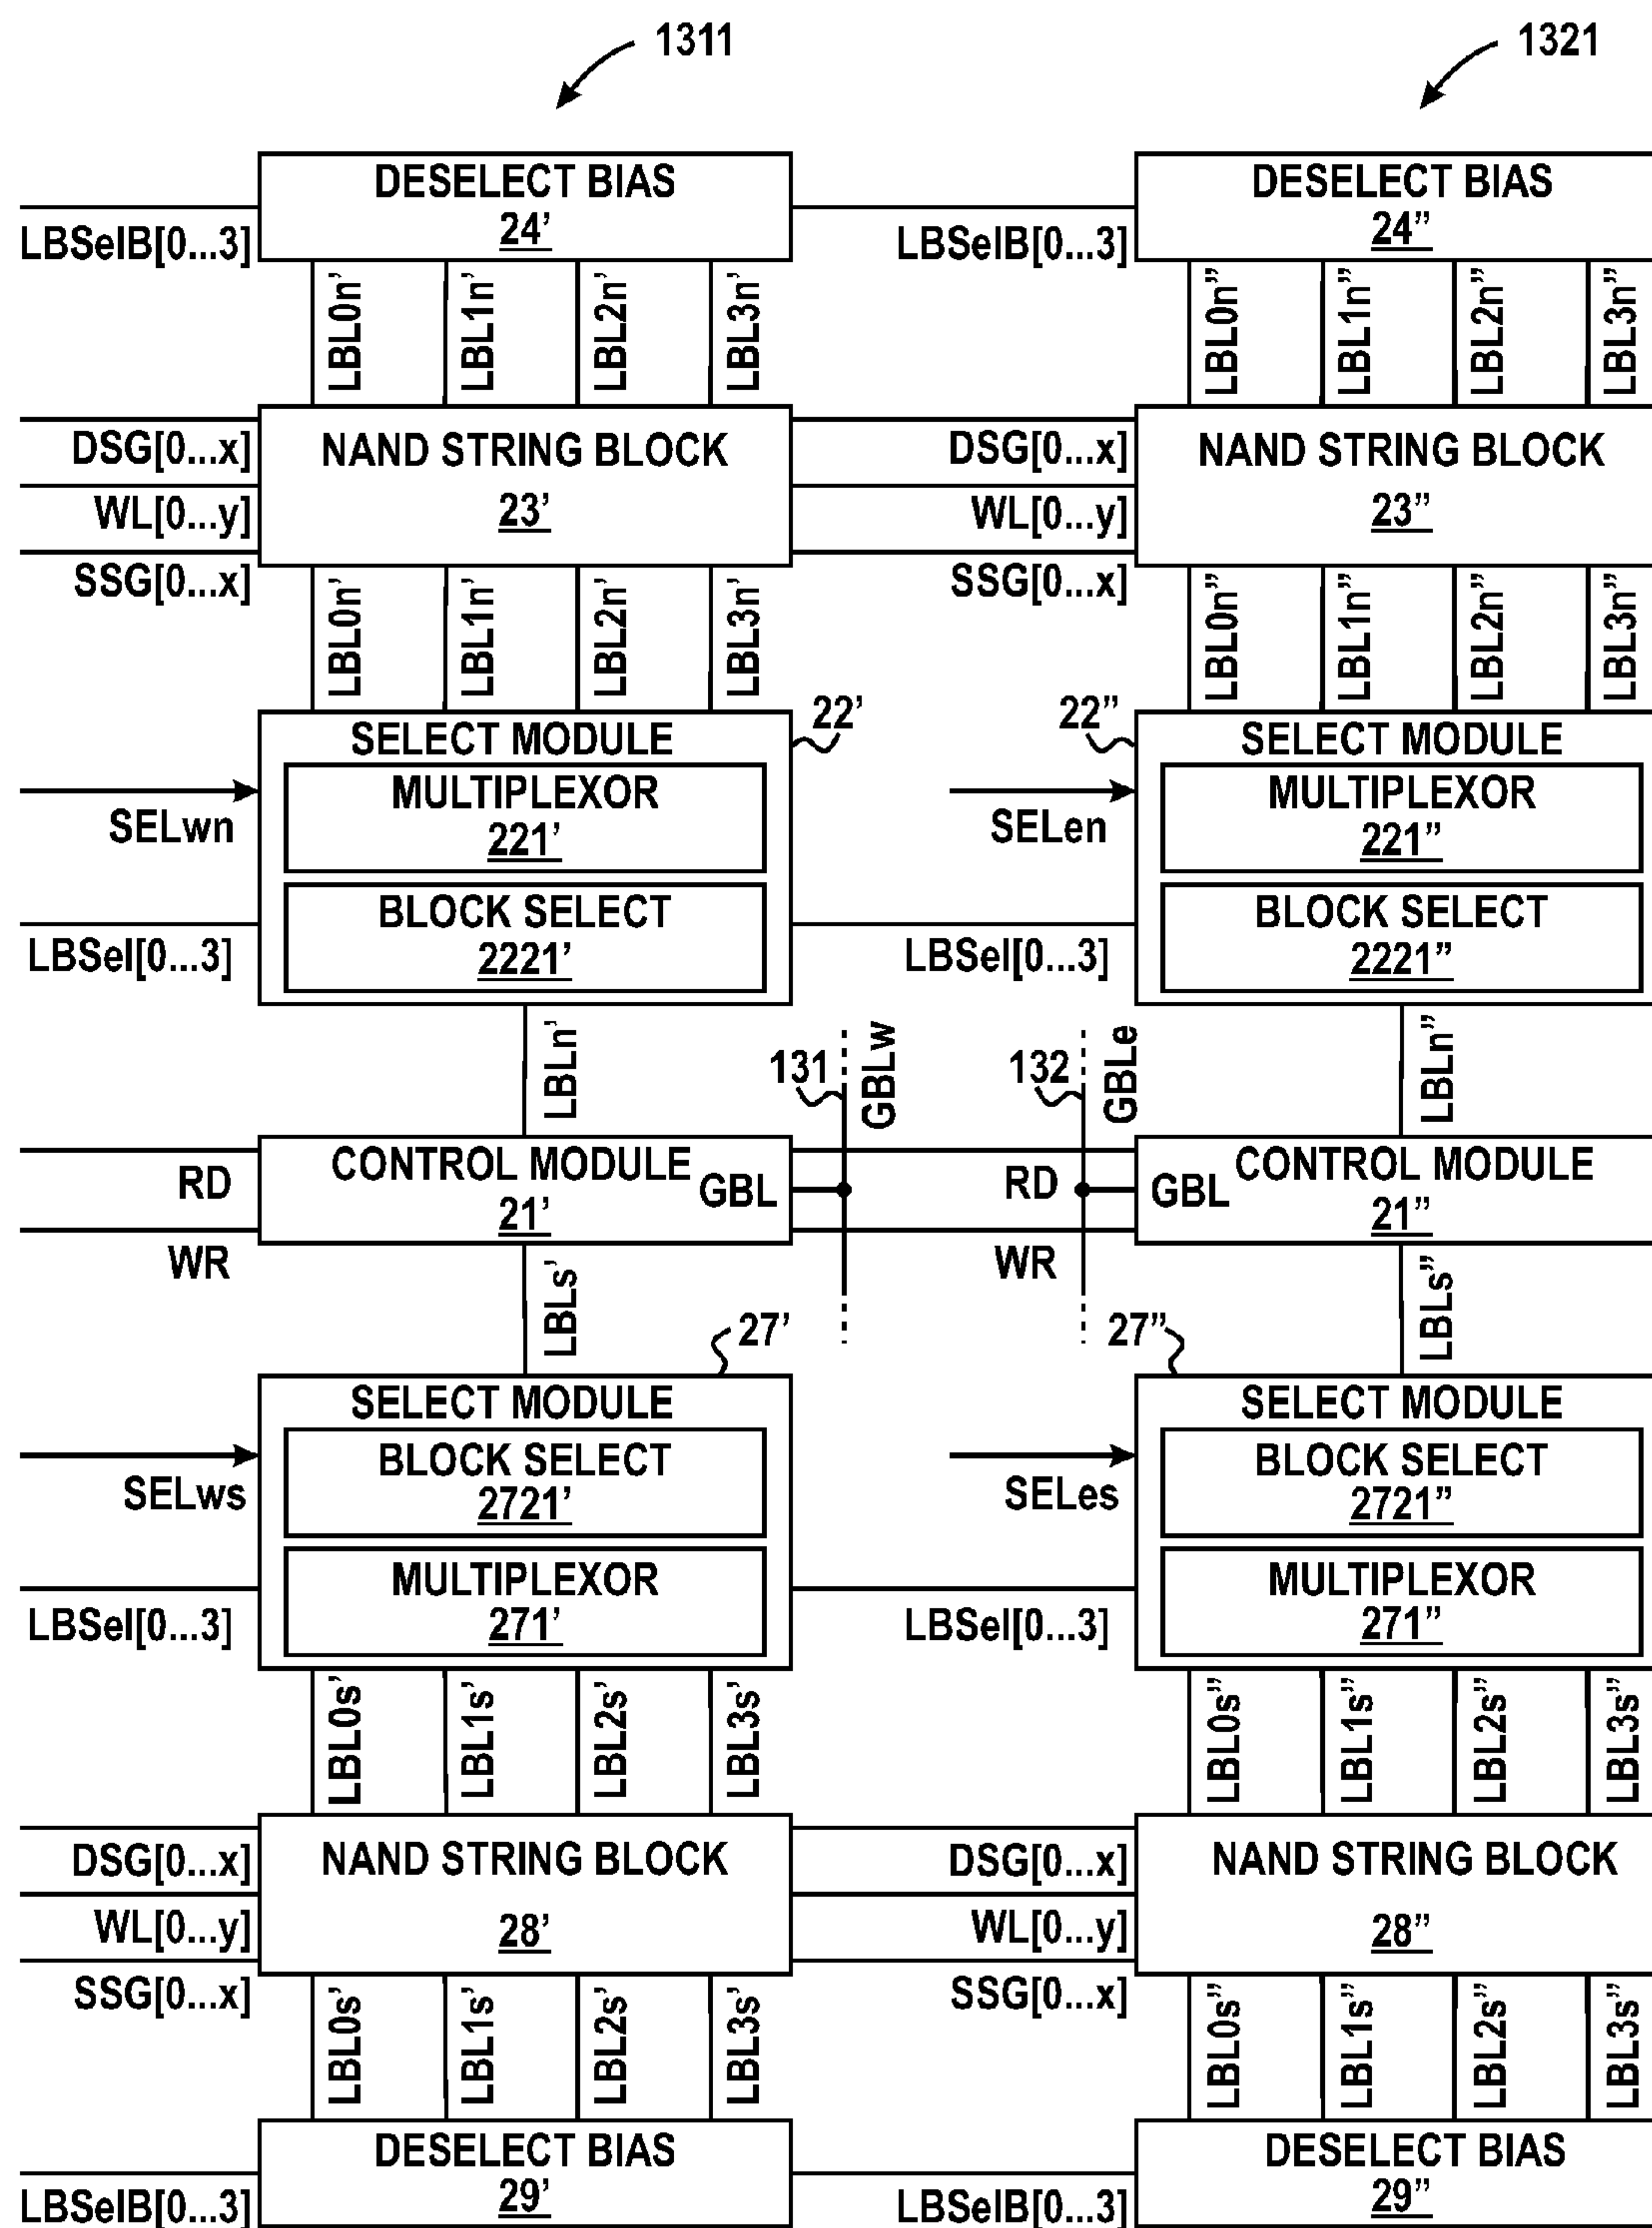 1311 1321
DESELECT BIAS DESELECT BIAS
24' 24”
LBSelB[0...3] LBSelB[0...3]
LBL0n' LBL1n' LBL2n' LBL3n' LBL0n” LBL1n” LBL2n” LBL3n”
DSG[0...x] NAND STRING BLOCK DSG[0...x] NAND STRING BLOCK
WL[0...y] 23' WL[0...y] 23”
SSG[0...x] SSG[0...x]
LBL0n' LBL1n' LBL2n' LBL3n' LBL0n” LBL1n” LBL2n” LBL3n”
22' 22”
SELECT MODULE SELECT MODULE
MULTIPLEXOR MULTIPLEXOR
SELwn 221' SELen 221”
BLOCK SELECT BLOCK SELECT
LBSel[0...3] 2221' LBSel[0...3] 2221”
LBLn' 131 GBLw 132 GBLe LBLn”
CONTROL MODULE CONTROL MODULE
RD GBL RD GBL
21' 21”
WR WR
LBLs' LBLs”
27' 27”
SELECT MODULE SELECT MODULE
BLOCK SELECT BLOCK SELECT
SELws 2721' SELes 2721”
MULTIPLEXOR MULTIPLEXOR
LBSel[0...3] 271' LBSel[0...3] 271”
LBL0s' LBL1s' LBL2s' LBL3s' LBL0s” LBL1s” LBL2s” LBL3s”
DSG[0...x] NAND STRING BLOCK DSG[0...x] NAND STRING BLOCK
WL[0...y] 28' WL[0...y] 28”
SSG[0...x] SSG[0...x]
LBL0s' LBL1s' LBL2s' LBL3s' LBL0s” LBL1s” LBL2s” LBL3s”
DESELECT BIAS DESELECT BIAS
LBSelB[0...3] 29' LBSelB[0...3] 29”